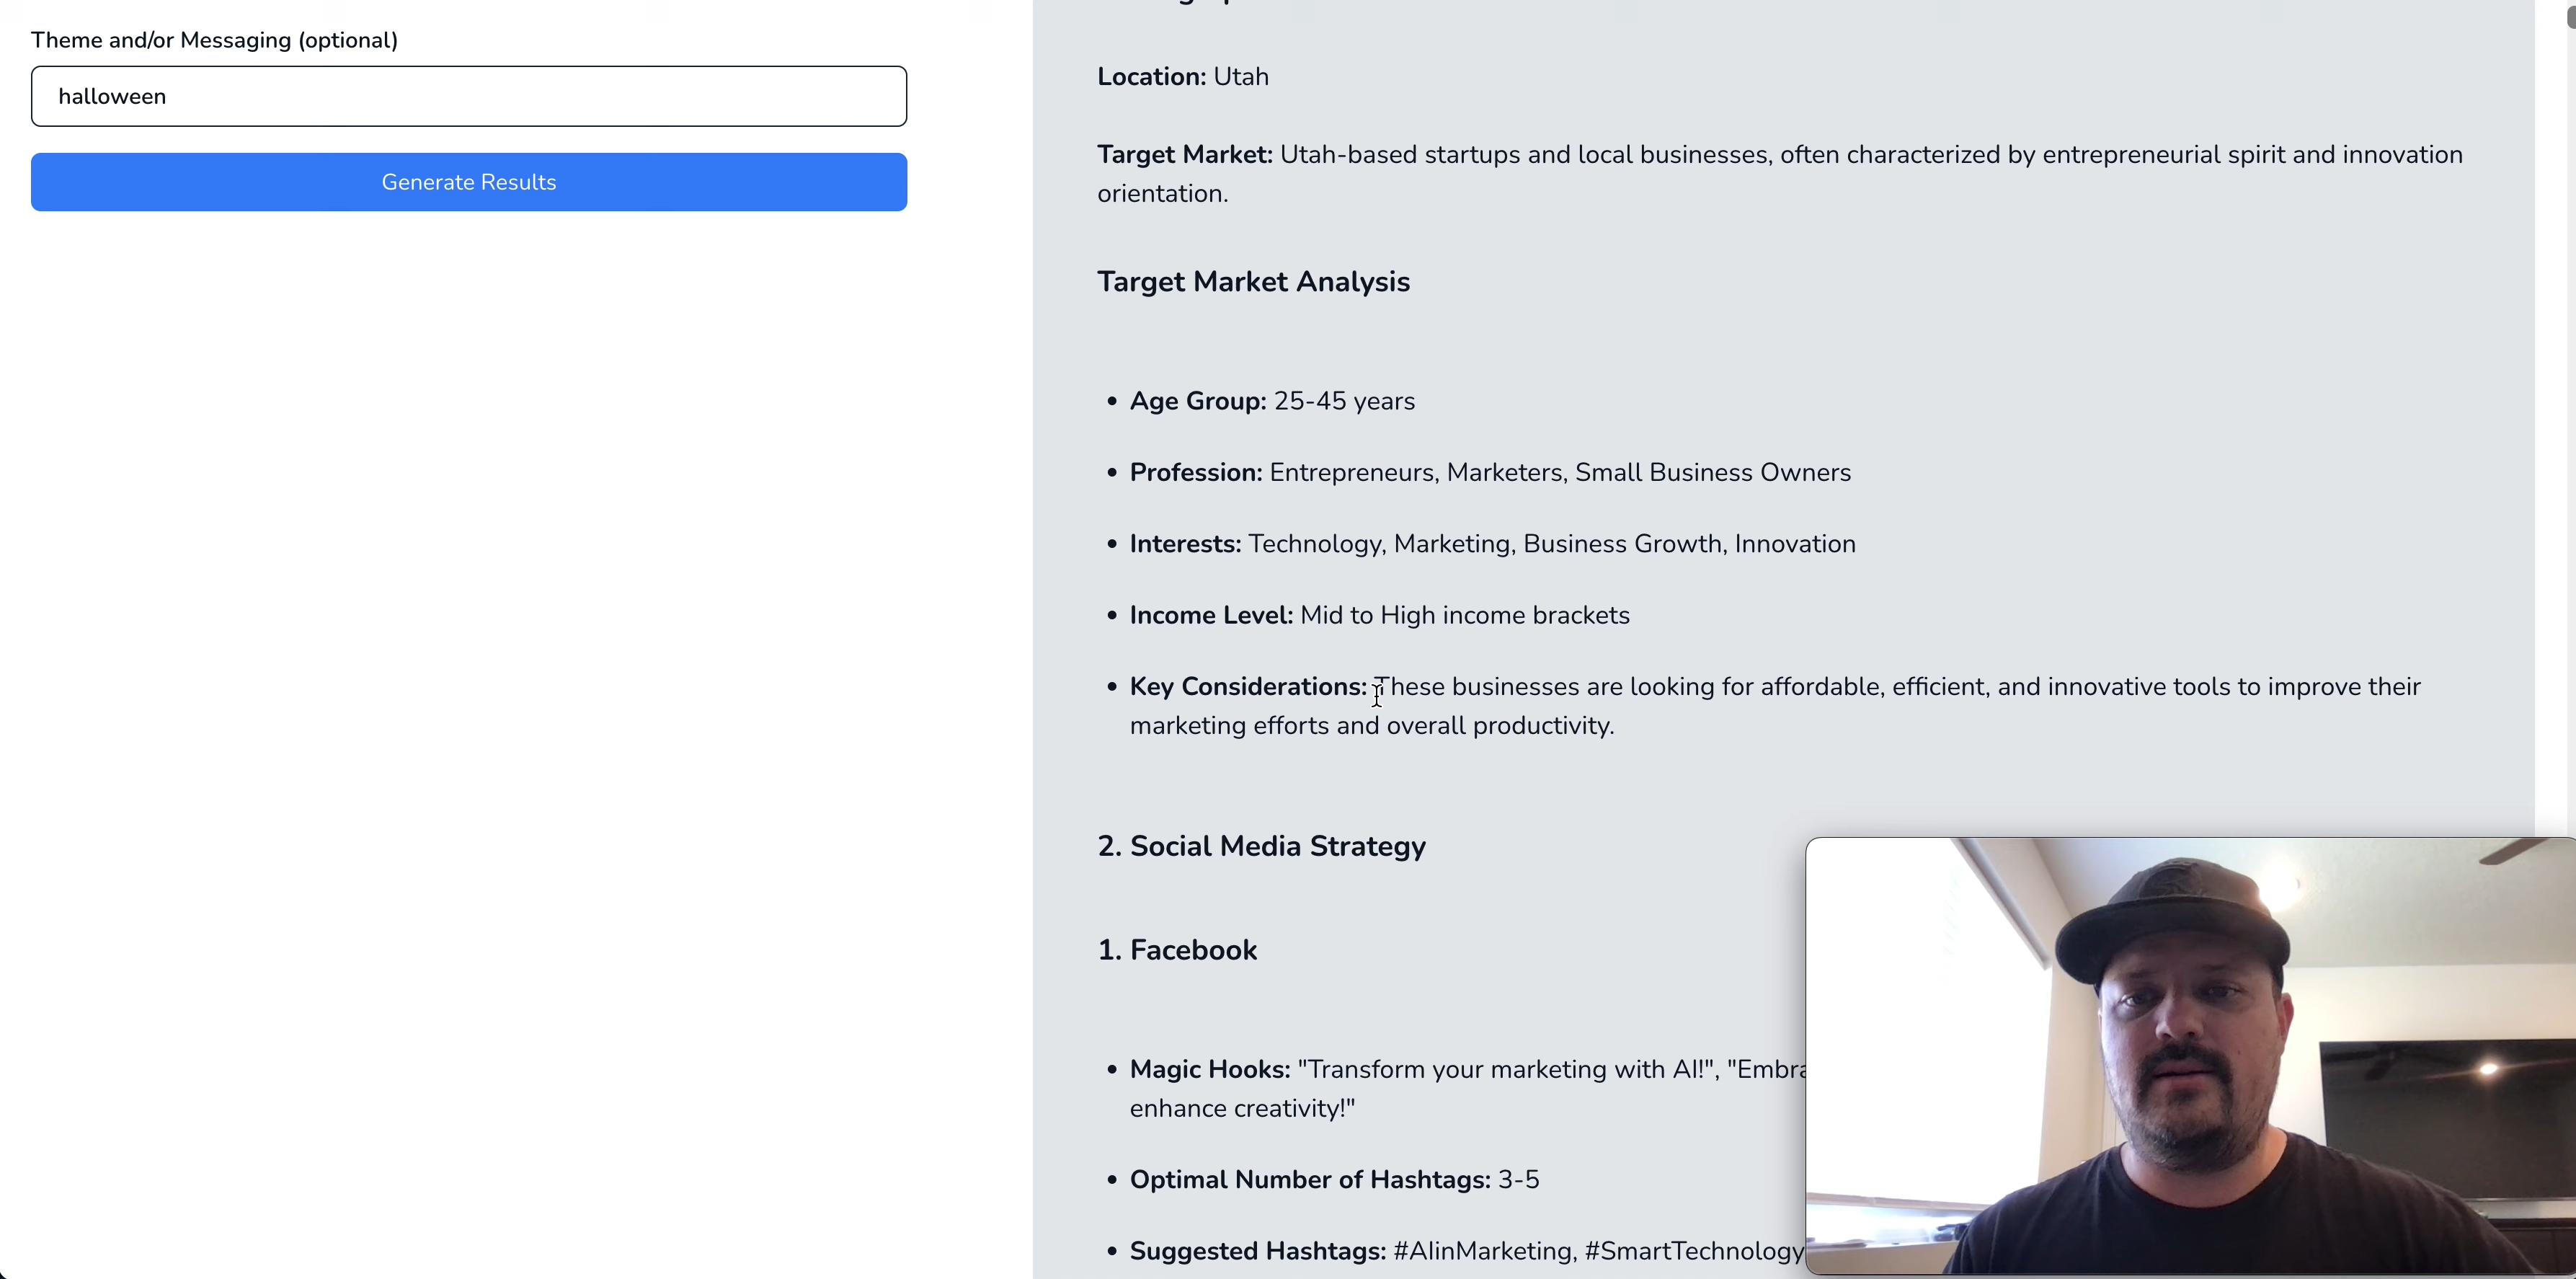 Theme and/or Messaging (optional)
halloween
Generate Results
Location: Utah
Target Market: Utah-based startups and local businesses, often characterized by entrepreneurial spirit and innovation
orientation.
Target Market Analysis
• Age Group: 25-45 years
• Profession: Entrepreneurs, Marketers, Small Business Owners
• Interests: Technology, Marketing, Business Growth, Innovation
• Income Level: Mid to High income brackets
• Key Considerations: These businesses are looking for affordable, efficient, and innovative tools to improve their
marketing efforts and overall productivity.
2. Social Media Strategy
1. Facebook
• Magic Hooks: "Transform your marketing with AI!", "Embra
enhance creativity!"
• Optimal Number of Hashtags: 3-5
• Suggested Hashtags: #AIinMarketing, #SmartTechnology